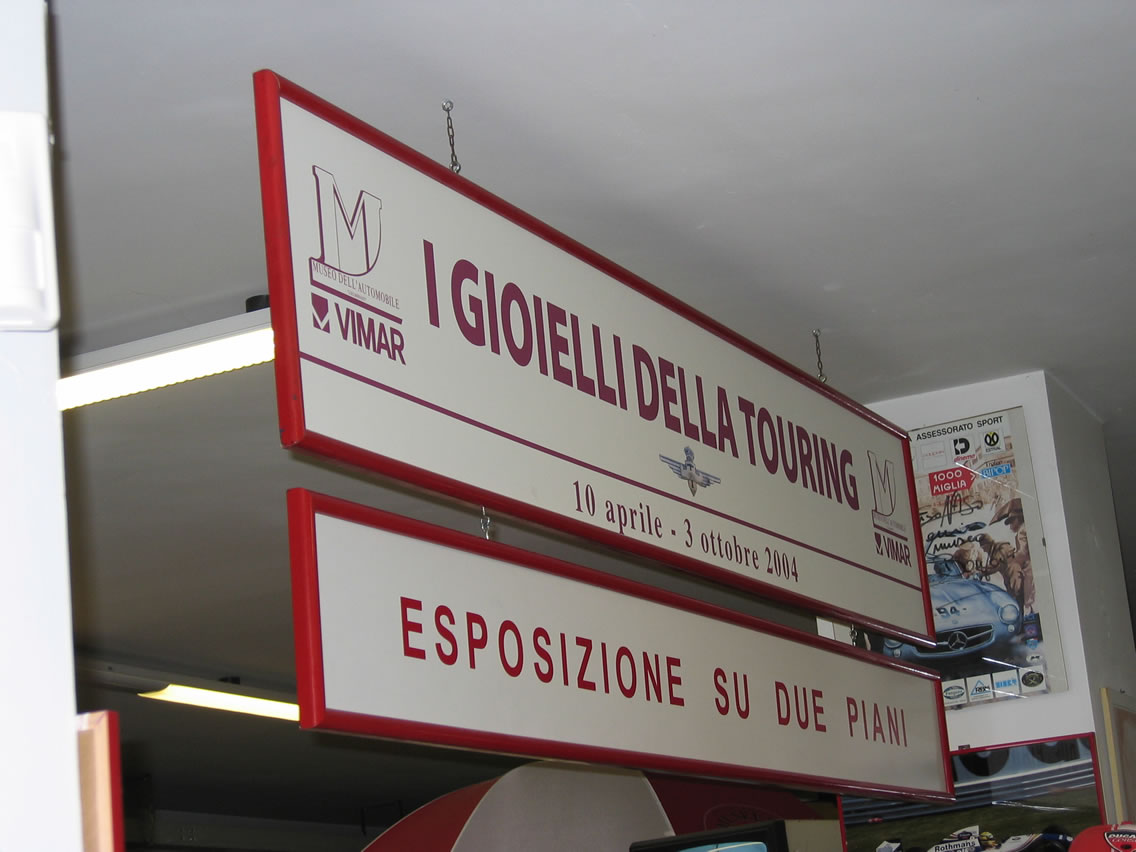 MUSEO DELL'AUTOMOBILE
VIMAR
I GIOIELLI DELLA TOURING
10 aprile - 3 ottobre 2004
VIMAR
ESPOSIZIONE SU DUE PIANI
ASSESSORATO SPORT
1000
MIGLIA
Rothmans
DUCATI